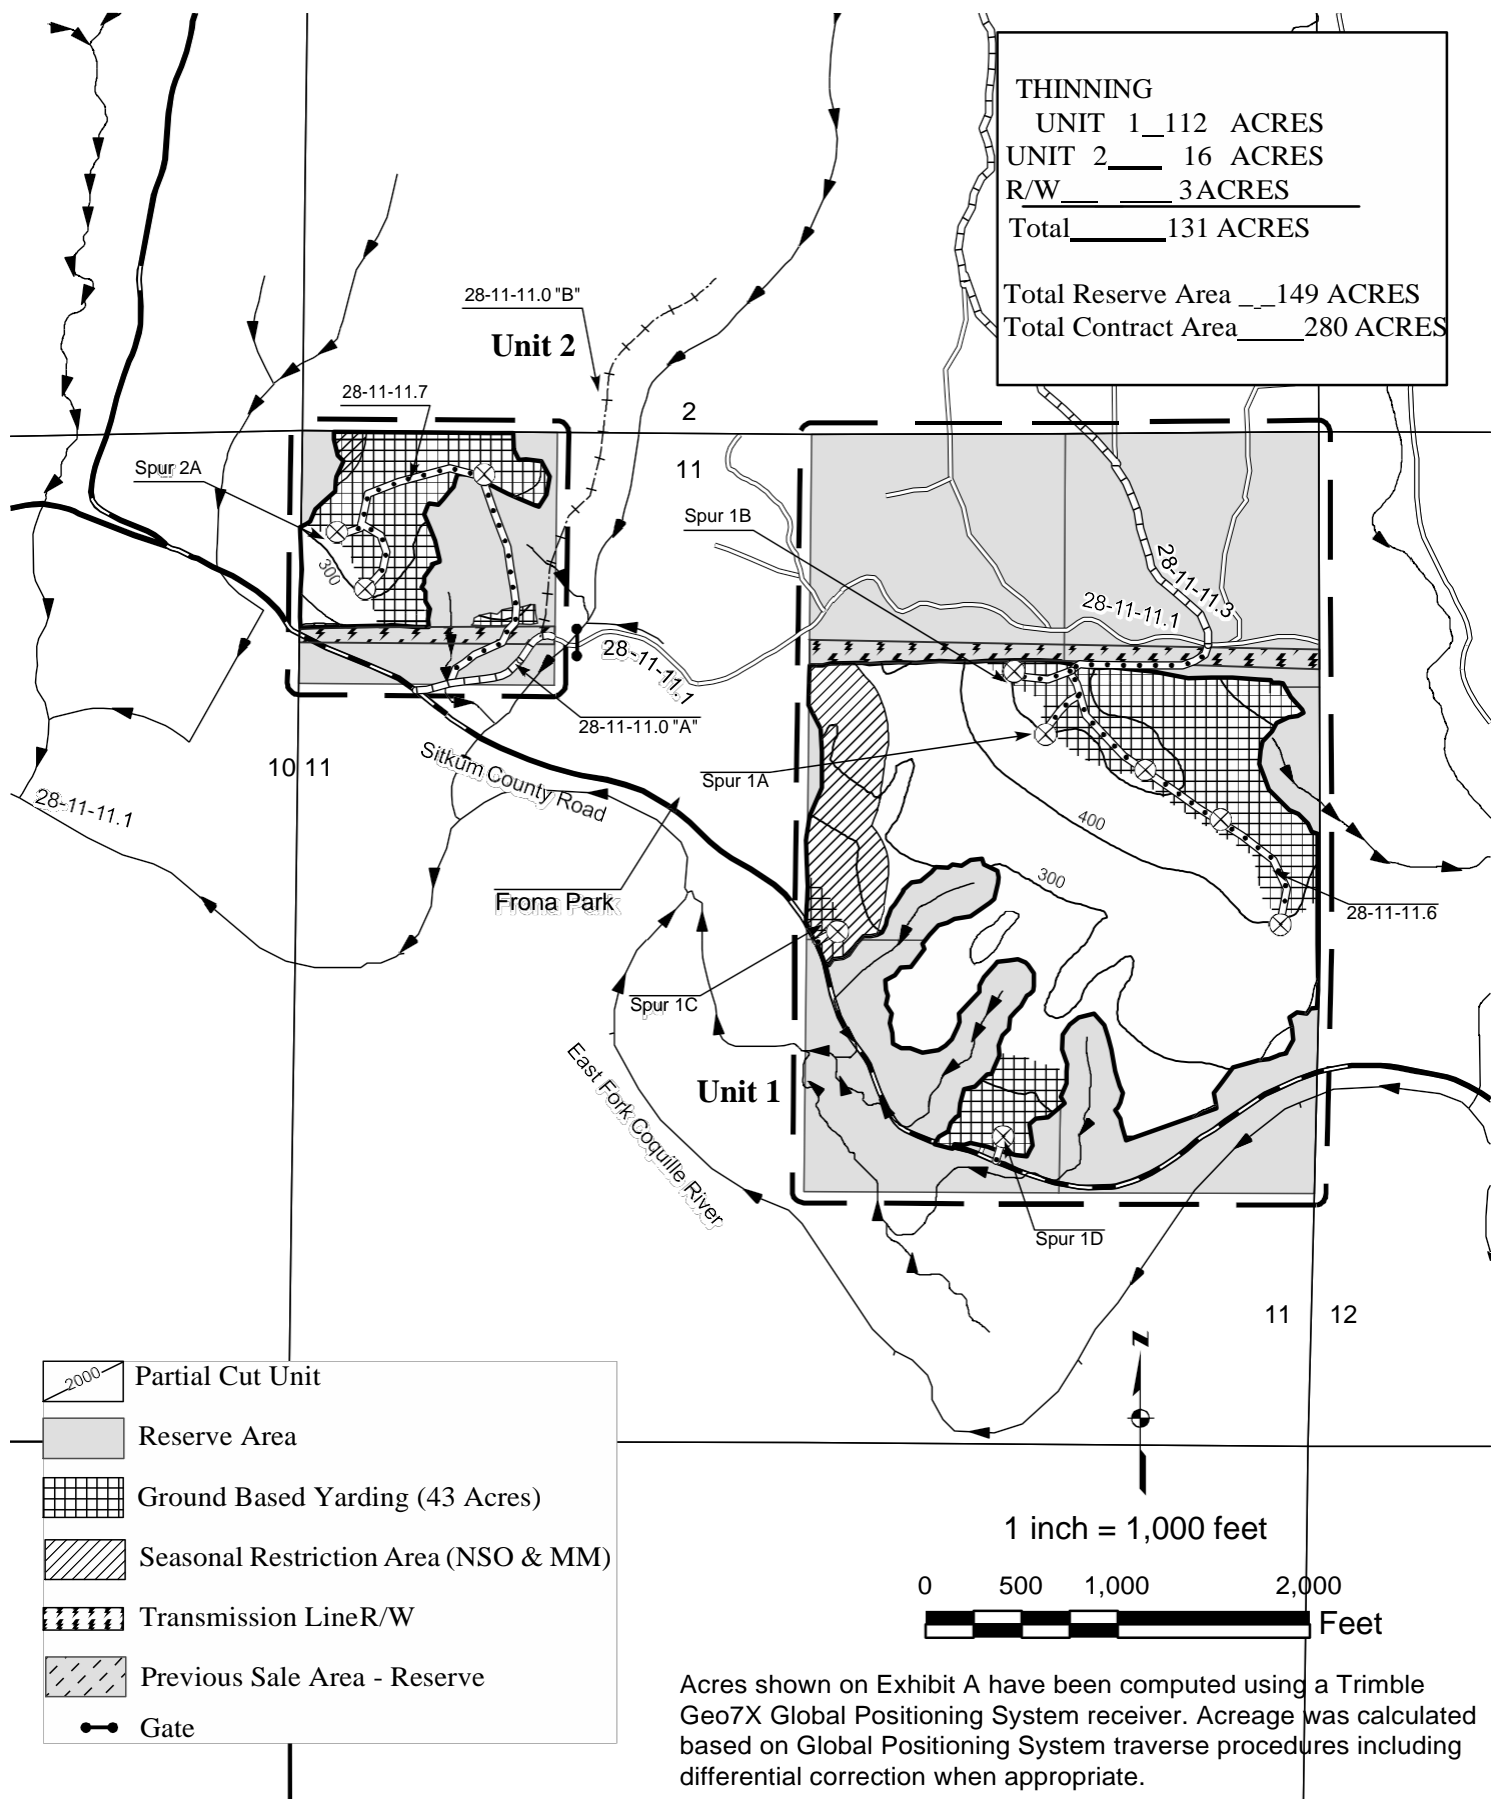 THINNING
UNIT 1 112 ACRES
UNIT 2 16 ACRES
R/W 3 ACRES
Total 131 ACRES
Total Reserve Area 149 ACRES
Total Contract Area 280 ACRES
28-11-11.0 "B"
Unit 2
28-11-11.7
2
11
Spur 2A
Spur 1B
300
28-11-11.3
28-11-11.1
28-11-11.1
28-11-11.0 "A"
Sitkum County Road
10 11
Spur 1A
28-11-11.1
400
300
Frona Park
28-11-11.6
Spur 1C
East Fork Coquille River
Unit 1
Spur 1D
11 12
2000
Partial Cut Unit
Reserve Area
Ground Based Yarding (43 Acres)
Seasonal Restriction Area (NSO & MM)
Transmission LineR/W
Previous Sale Area - Reserve
Gate
Z
1 inch = 1,000 feet
0 500 1,000 2,000
Feet
Acres shown on Exhibit A have been computed using a Trimble
Geo7X Global Positioning System receiver. Acreage was calculated
based on Global Positioning System traverse procedures including
differential correction when appropriate.